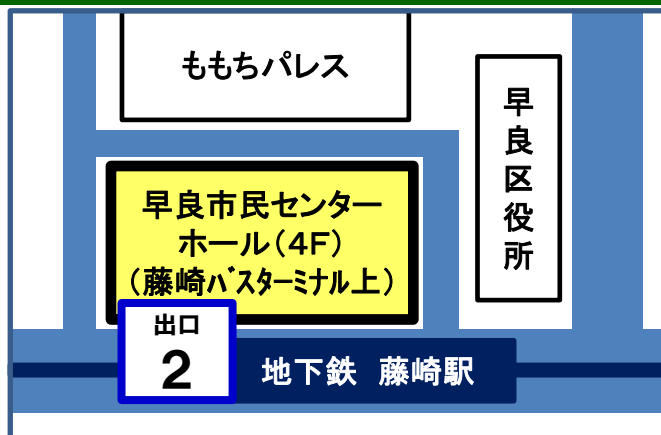 ももちパレス
早良区役所
早良市民センター
ホール（4F）
（藤崎ﾊﾞｽﾀｰﾐﾅﾙ上）
出口
2
地下鉄　藤崎駅